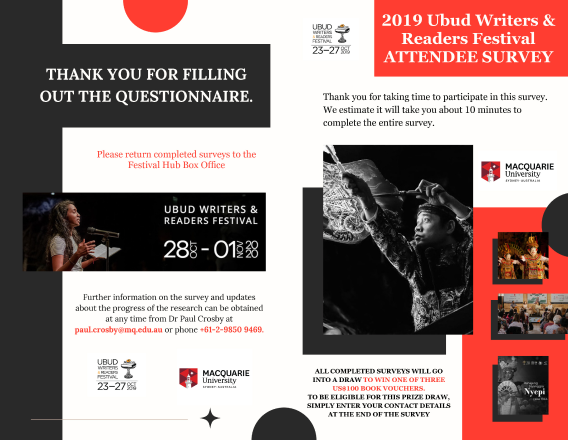 THANK YOU FOR FILLING
OUT THE QUESTIONNAIRE.
Please return completed surveys to the
Festival Hub Box Office
UBUD WRITERS &
READERS FESTIVAL
28 OCT - 01 NOV 2020
Further information on the survey and updates
about the progress of the research can be obtained
at any time from Dr Paul Crosby at
paul.crosby@mq.edu.au or phone +61-2-9850 9469.
UBUD
WRITERS
& READERS
FESTIVAL
23–27 OCT 2019
MACQUARIE
University
SYDNEY·AUSTRALIA
UBUD
WRITERS
& READERS
FESTIVAL
23–27 OCT 2019
2019 Ubud Writers &
Readers Festival
ATTENDEE SURVEY
Thank you for taking time to participate in this survey.
We estimate it will take you about 10 minutes to
complete the entire survey.
MACQUARIE
University
SYDNEY·AUSTRALIA
Nyepi
ALL COMPLETED SURVEYS WILL GO
INTO A DRAW TO WIN ONE OF THREE
US$100 BOOK VOUCHERS.
TO BE ELIGIBLE FOR THIS PRIZE DRAW,
SIMPLY ENTER YOUR CONTACT DETAILS
AT THE END OF THE SURVEY